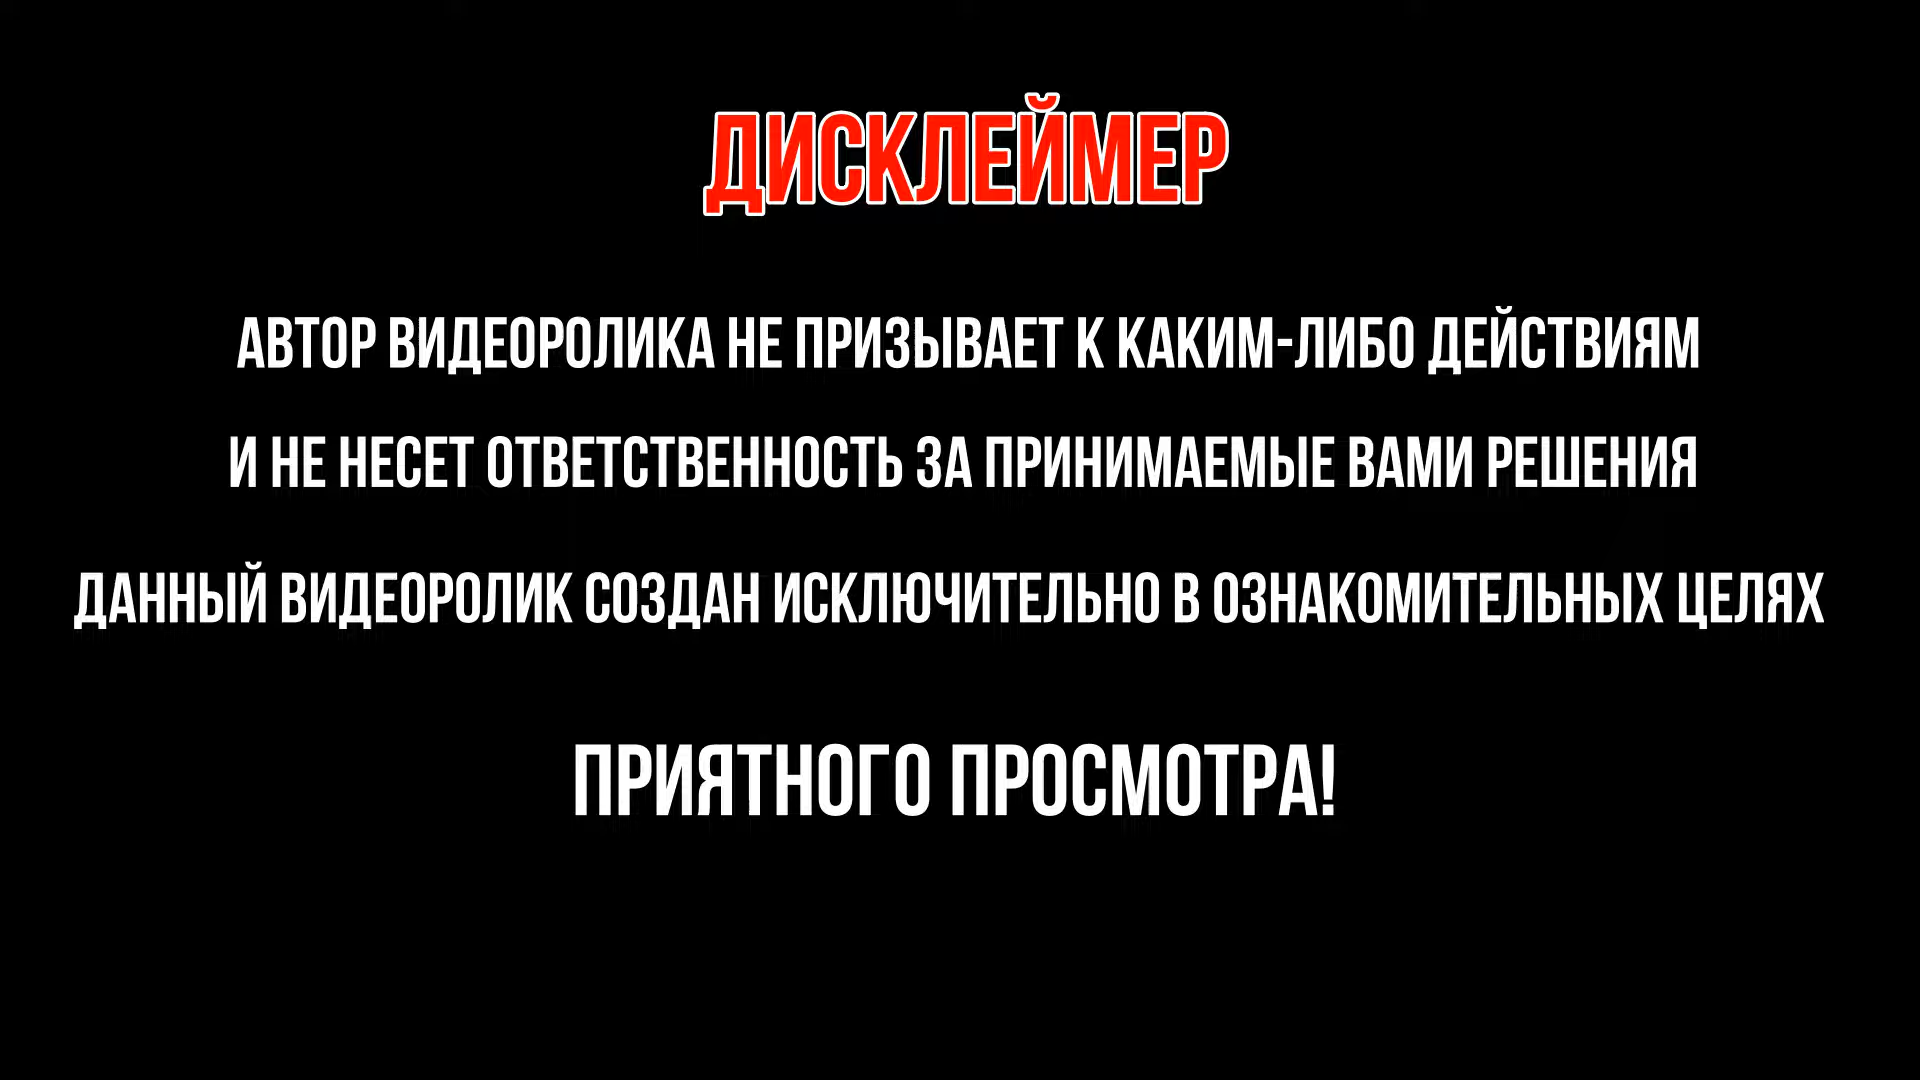 ДИСКЛЕЙМЕР
АВТОР ВИДЕОРОЛИКА НЕ ПРИЗЫВАЕТ К КАКИМ-ЛИБО ДЕЙСТВИЯМ
И НЕ НЕСЕТ ОТВЕТСТВЕННОСТЬ ЗА ПРИНИМАЕМЫЕ ВАМИ РЕШЕНИЯ
ДАННЫЙ ВИДЕОРОЛИК СОЗДАН ИСКЛЮЧИТЕЛЬНО В ОЗНАКОМИТЕЛЬНЫХ ЦЕЛЯХ
ПРИЯТНОГО ПРОСМОТРА!